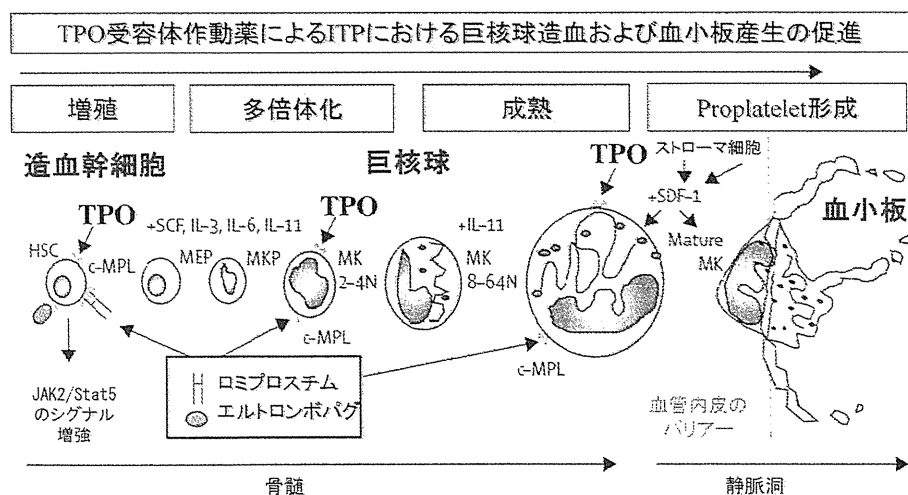 TPO受容体作動薬によるITPにおける巨核球造血および血小板産生の促進
増殖
多倍体化
成熟
Proplatelet形成
造血幹細胞
巨核球
TPO
ストローマ細胞
TPO
+SCF, IL-3, IL-6, IL-11
TPO
+IL-11
+SDF-1
血小板
HSC
c-MPL
MEP
MKP
MK
2-4N
MK
8-64N
Mature
MK
c-MPL
c-MPL
JAK2/Stat5
のシグナル
増強
ロミプロスチム
エルトロンボパグ
血管内皮の
バリアー
骨髄
静脈洞